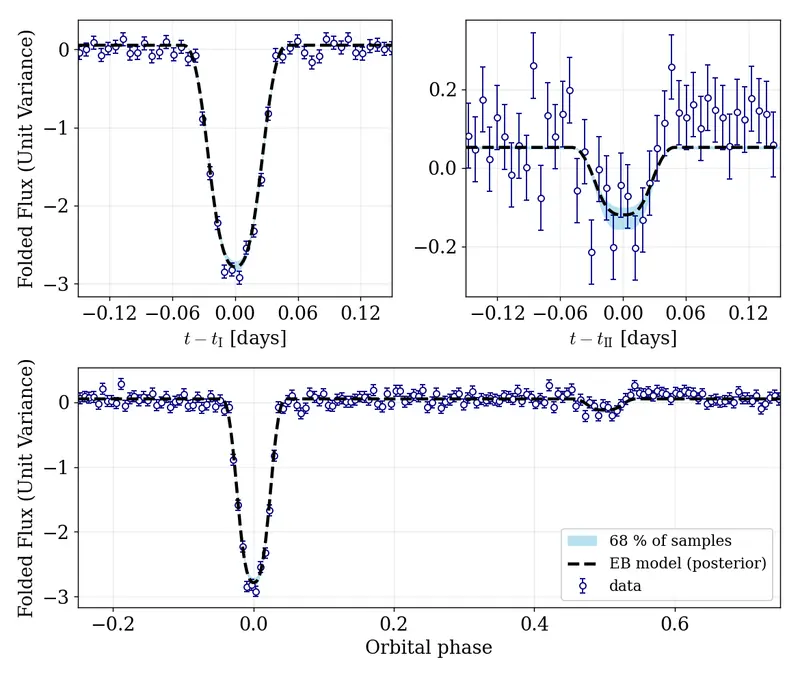 Folded Flux (Unit Variance)
0
−1
−2
−3
−0.12 −0.06 0.00 0.06 0.12
t − tI [days]
0.2
0.0
−0.2
−0.12 −0.06 0.00 0.06 0.12
t − tII [days]
Folded Flux (Unit Variance)
0
−1
−2
−3
68 % of samples
EB model (posterior)
data
−0.2 0.0 0.2 0.4 0.6
Orbital phase